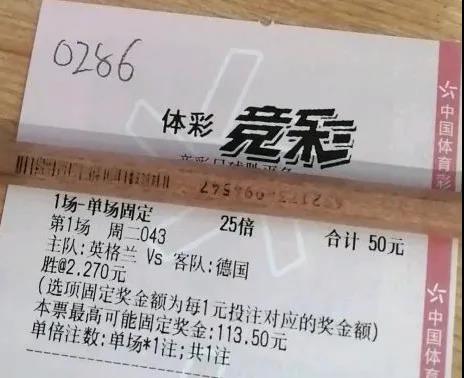 0286
体彩 竞彩
1场-单场固定 25倍 合计 50元
第1场 周二043
主队:英格兰 Vs 客队:德国
胜@2.270元
(选项固定奖金额为每1元投注对应的奖金额)
本票最高可能固定奖金:113.50元
单倍注数:单场*1注;共1注
中国体育彩
中国体育